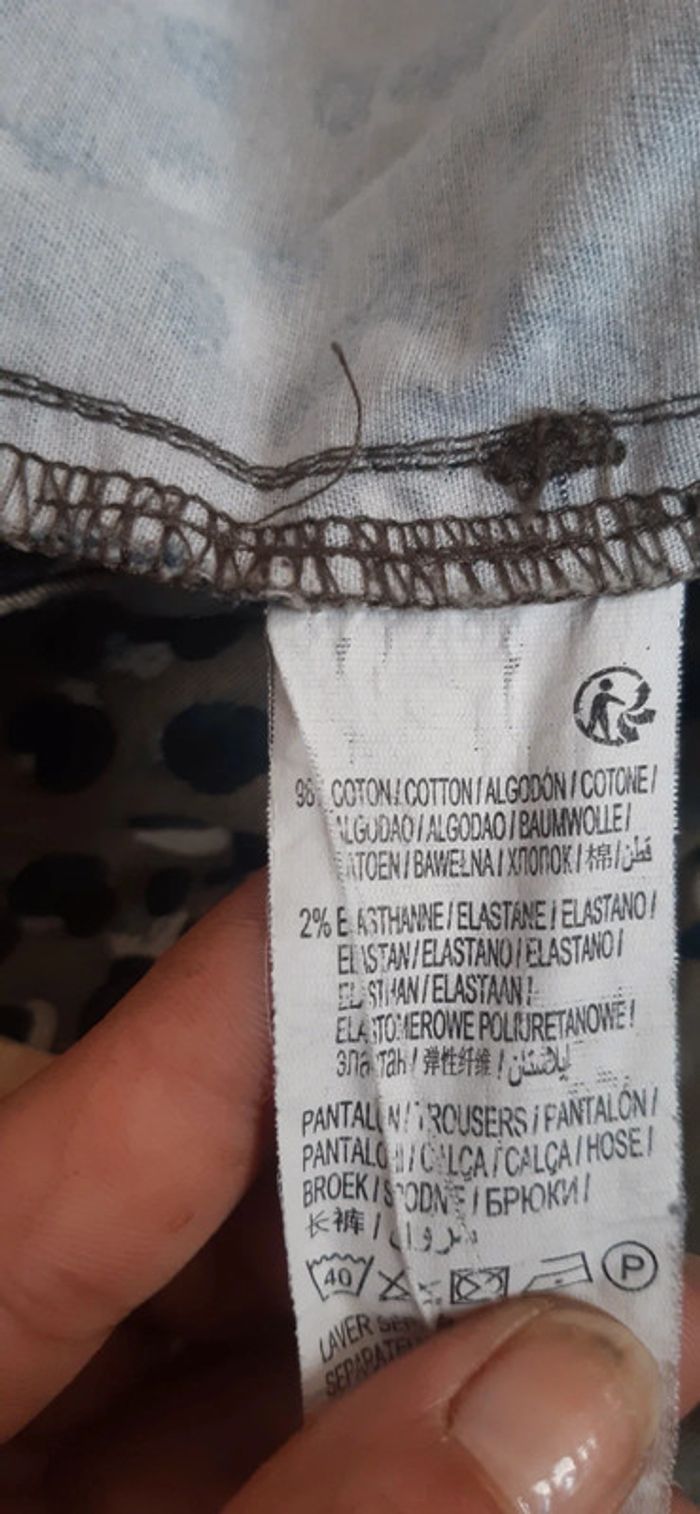 98 COTON / COTTON / ALGODÓN / COTONE /
ALGODAO / ALGODAO / BAUMWOLLE /
KATOEN / BAWEŁNA / ХЛОПОК / 棉 / قطن
2% ELASTHANNE / ELASTANE / ELASTANO /
ELASTAN / ELASTANO / ELASTANO /
ELASTHAN / ELASTAAN /
ELASTOMEROWE POLIURETANOWE /
эластан / 弹性纤维 / إيلاستان
PANTALON / TROUSERS / PANTALÓN /
PANTALONI / CALÇA / CALÇA / HOSE /
BROEK / SPODNIE / БРЮКИ /
长裤 / سروال
40 P
LAVER